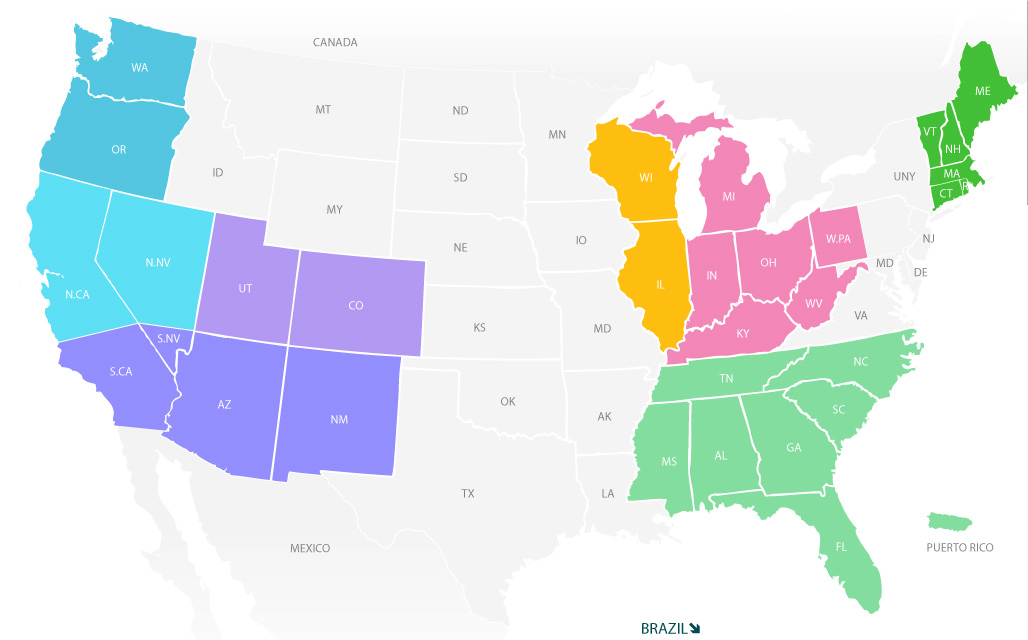 CANADA
WA
ME
MT
ND
MN
VT
OR
NH
ID
SD
WI
UNY
MA
MY
MI
CT
R
IO
W.PA
NJ
NE
N.NV
OH
MD
DE
IN
UT
IL
N.CA
CO
WV
VA
KS
MD
KY
S.NV
S.CA
TN
NC
AZ
OK
SC
NM
AK
GA
MS
AL
TX
LA
FL
MEXICO
PUERTO RICO
BRAZIL